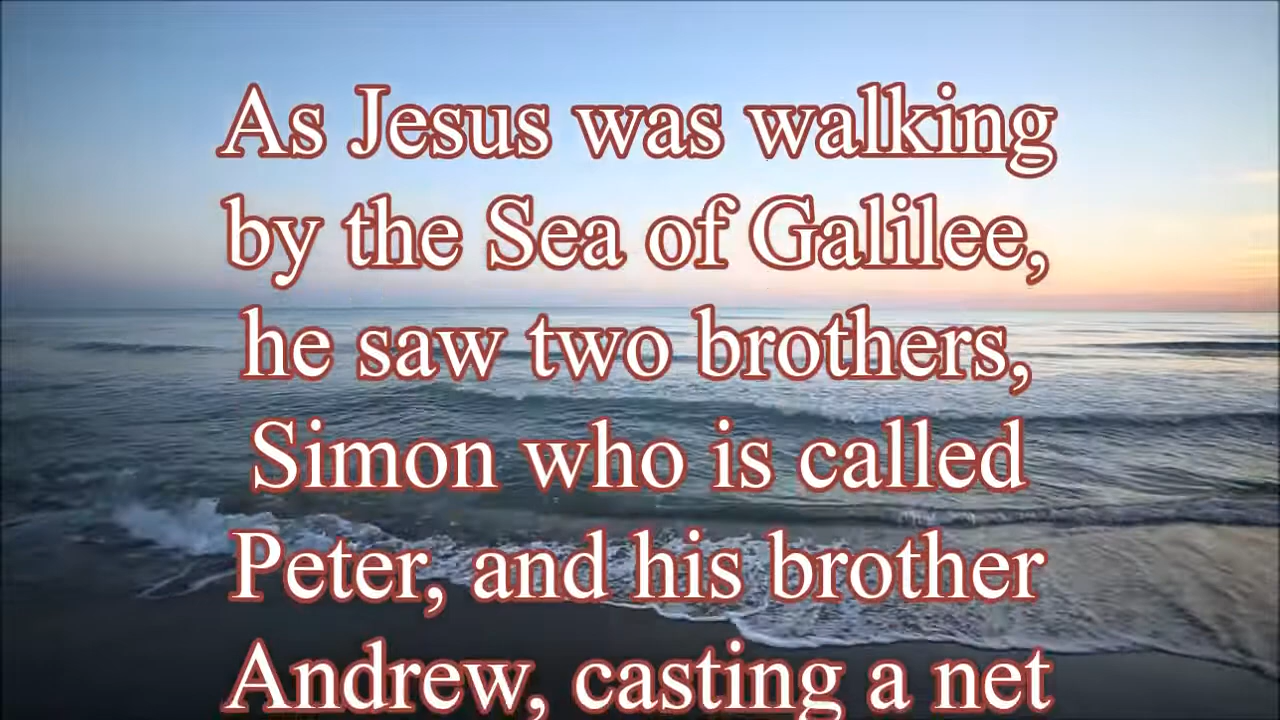 As Jesus was walking
by the Sea of Galilee,
he saw two brothers,
Simon who is called
Peter, and his brother
Andrew, casting a net